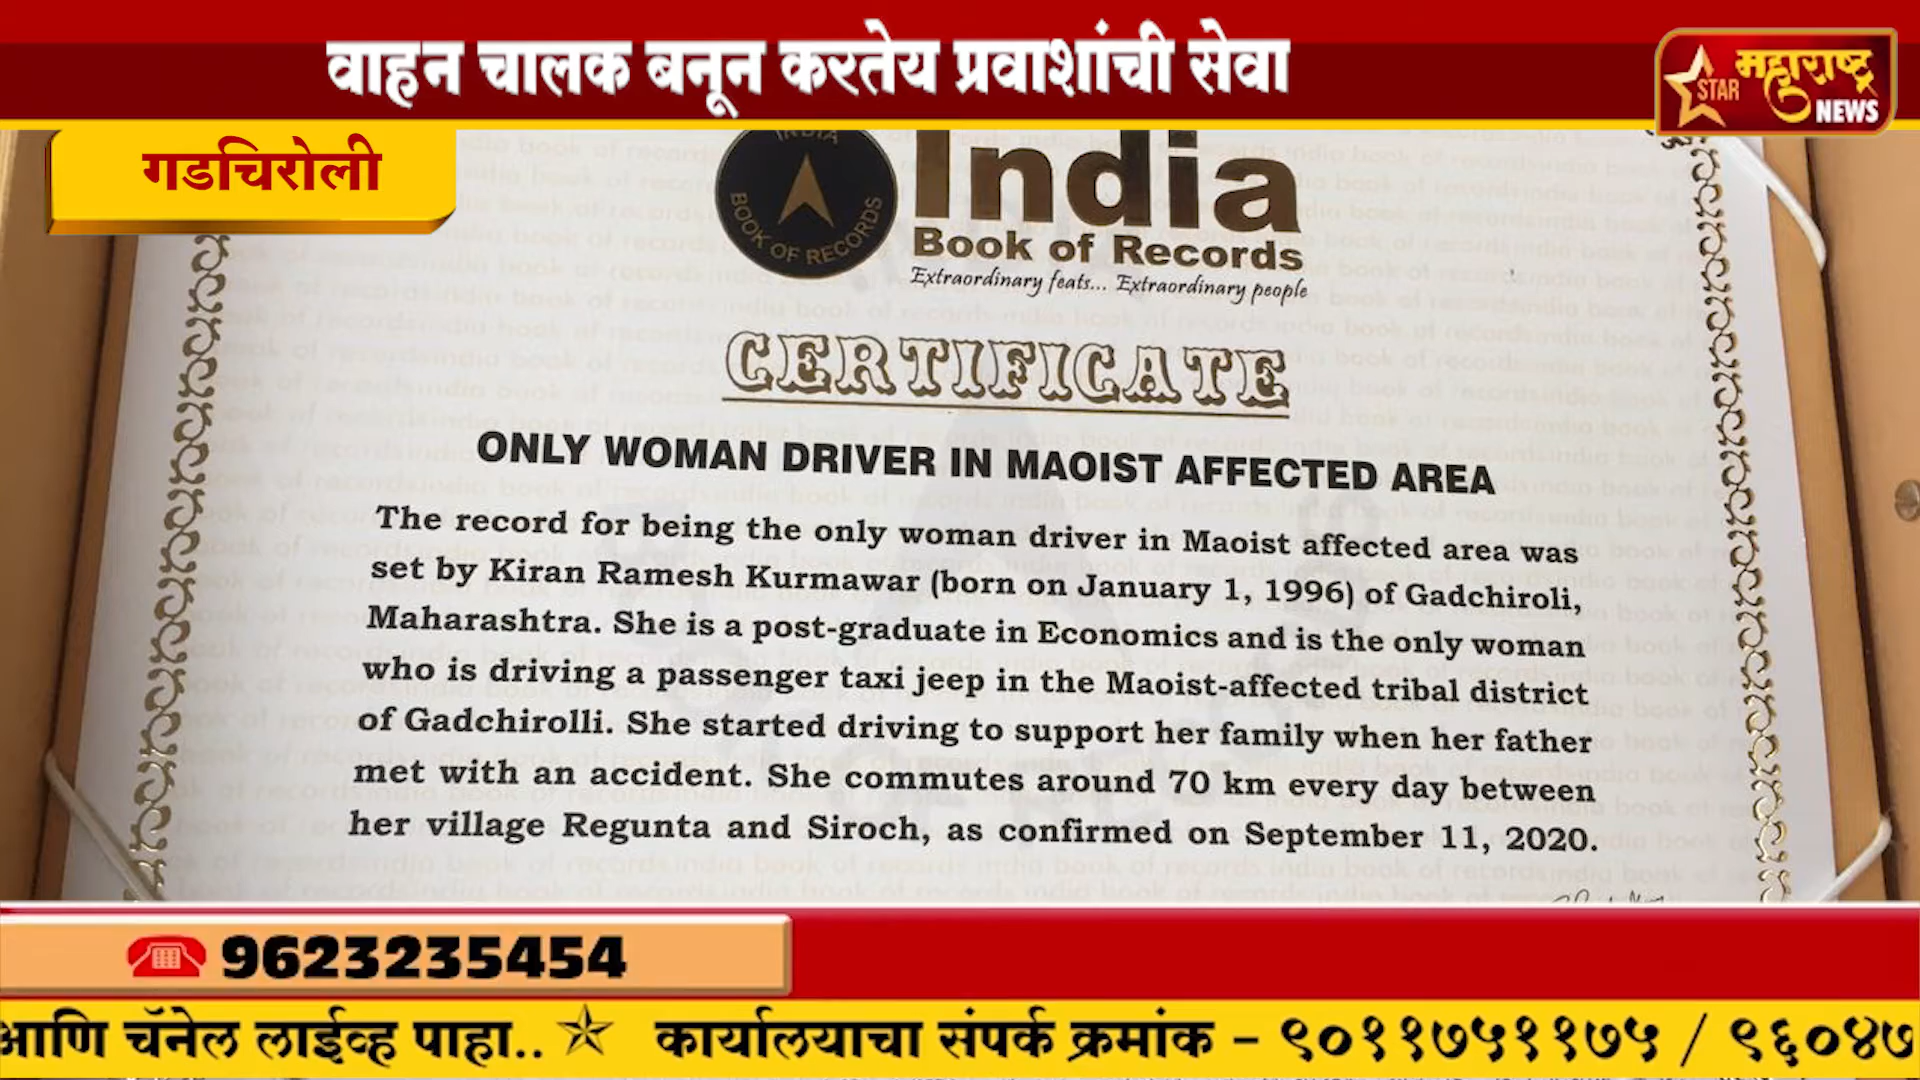 वाहन चालक बनून करतेय प्रवाशांची सेवा
STAR महाराष्ट्र NEWS
गडचिरोली
INDIA
BOOK OF RECORDS
India
Book of Records
Extraordinary feats... Extraordinary people
CERTIFICATE
ONLY WOMAN DRIVER IN MAOIST AFFECTED AREA
The record for being the only woman driver in Maoist affected area was
set by Kiran Ramesh Kurmawar (born on January 1, 1996) of Gadchiroli,
Maharashtra. She is a post-graduate in Economics and is the only woman
who is driving a passenger taxi jeep in the Maoist-affected tribal district
of Gadchirolli. She started driving to support her family when her father
met with an accident. She commutes around 70 km every day between
her village Regunta and Siroch, as confirmed on September 11, 2020.
9623235454
आणि चॅनेल लाईव्ह पाहा.. कार्यालयाचा संपर्क क्रमांक - ९०११७५११७५ / ९६०४७